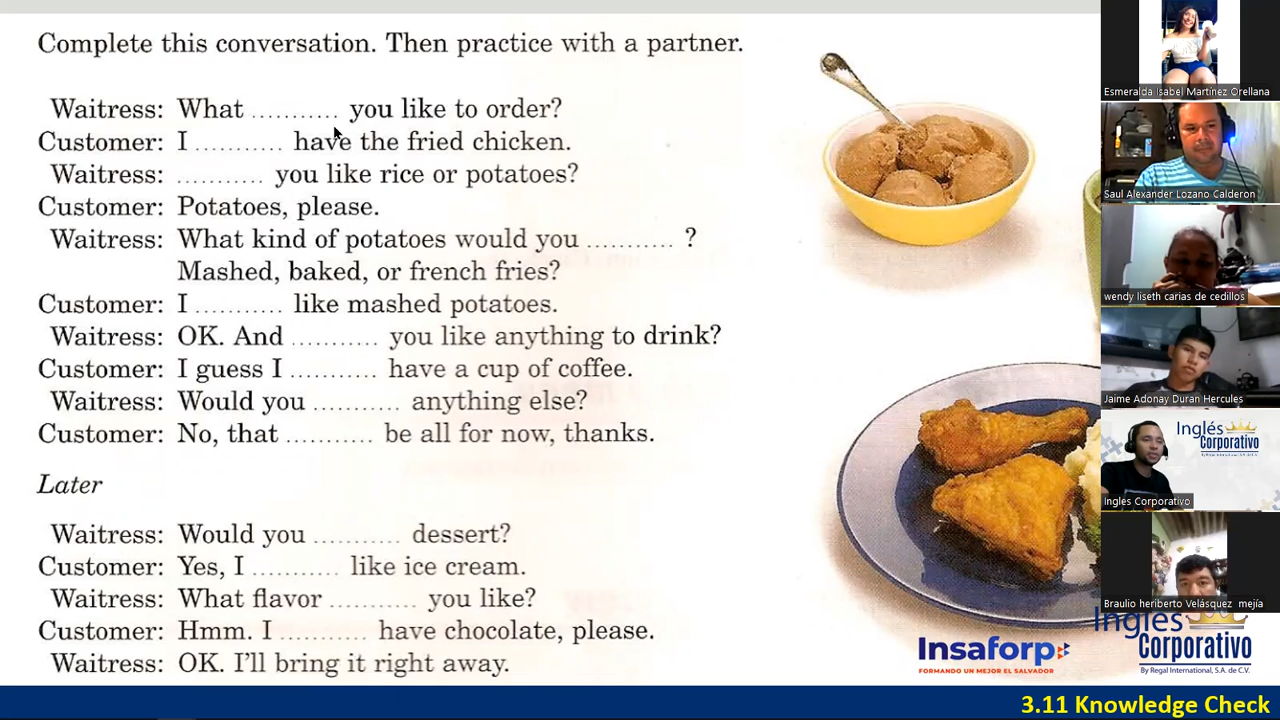 Complete this conversation. Then practice with a partner.
Waitress: What ........... you like to order?
Customer: I ........... have the fried chicken.
Waitress: ........... you like rice or potatoes?
Customer: Potatoes, please.
Waitress: What kind of potatoes would you ........... ?
Mashed, baked, or french fries?
Customer: I ........... like mashed potatoes.
Waitress: OK. And ........... you like anything to drink?
Customer: I guess I ........... have a cup of coffee.
Waitress: Would you ........... anything else?
Customer: No, that ........... be all for now, thanks.
Later
Waitress: Would you ........... dessert?
Customer: Yes, I ........... like ice cream.
Waitress: What flavor ........... you like?
Customer: Hmm. I ........... have chocolate, please.
Waitress: OK. I'll bring it right away.
Esmeralda Isabel Martínez Orellana
Saul Alexander Lozano Calderon
wendy liseth carias de cedillos
Jaime Adonay Duran Hercules
Inglés
Corporativo
By Regal International, S.A. de C.V.
Ingles Corporativo
Braulio heriberto Velásquez mejía
Insaforp
FORMANDO UN MEJOR EL SALVADOR
Inglés
Corporativo
By Regal International, S.A. de C.V.
3.11 Knowledge Check